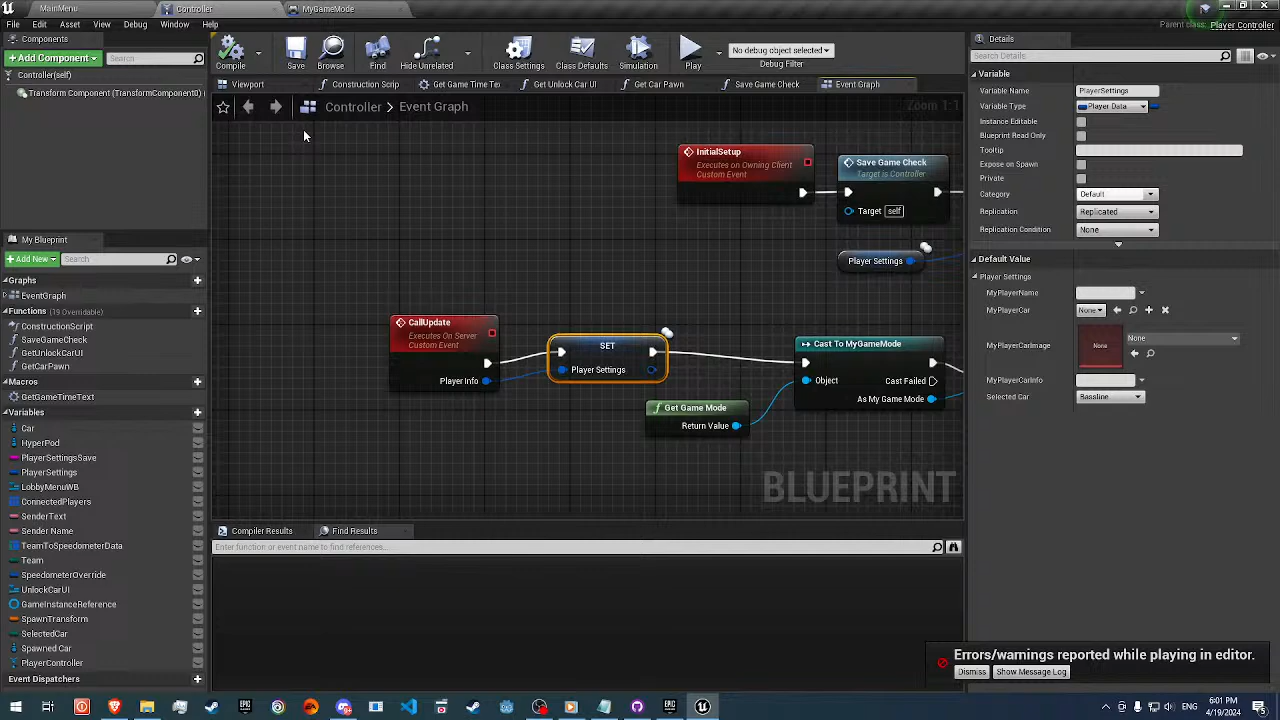 MainMenu
Controller
MyGameMode
File
Edit
Asset
View
Debug
Window
Help
Parent class: Player Controller
Components
+ Add Component
Search
Controller(self)
Transform Component (TransformComponent)
Compile
Save
Browse
Find
Hide Unrelated
Class Settings
Class Defaults
Simulation
Play
No debug object selected
Debug Filter
Viewport
Construction Scrip
Get Game Time Te
Get Unlock Car UI
Get Car Pawn
Save Game Check
Event Graph
Controller > Event Graph
Zoom 1:1
InitialSetup
Executes on Owning Client
Custom Event
Save Game Check
Target is Controller
Target self
Player Settings
CallUpdate
Executes On Server
Custom Event
Player Info
SET
Player Settings
Get Game Mode
Return Value
Cast To MyGameMode
Object
Cast Failed
As My Game Mode
BLUEPRINT
My Blueprint
+ Add New
Search
Graphs
EventGraph
Functions (19 Overridable)
ConstructionScript
SaveGameCheck
GetUnlockCarUI
GetCarPawn
Macros
GetGameTimeText
Variables
Car
HyperPod
PlayerSettingsSave
PlayerSettings
LobbyMenuWB
ConnectedPlayers
SenderText
Sender Name
TeamToSpeedometerData
Team
SpeedometerOverride
UnlockCarUI
GameInstanceReference
SpawnTransform
SelectedCar
Spawned Car
PlayerController
Event Dispatchers
Compiler Results
Find Results
Enter function or event name to find references...
Details
Search Details
Variable
Variable Name
PlayerSettings
Variable Type
Player Data
Instance Editable
Blueprint Read Only
Tooltip
Expose on Spawn
Private
Category
Default
Replication
Replicated
Replication Condition
None
Default Value
Player Settings
MyPlayerName
MyPlayerCar
None
MyPlayerCarImage
None
None
MyPlayerCarInfo
Selected Car
Bassline
Errors/warnings reported while playing in editor.
Dismiss
Show Message Log
6:01 PM
4/19/2024